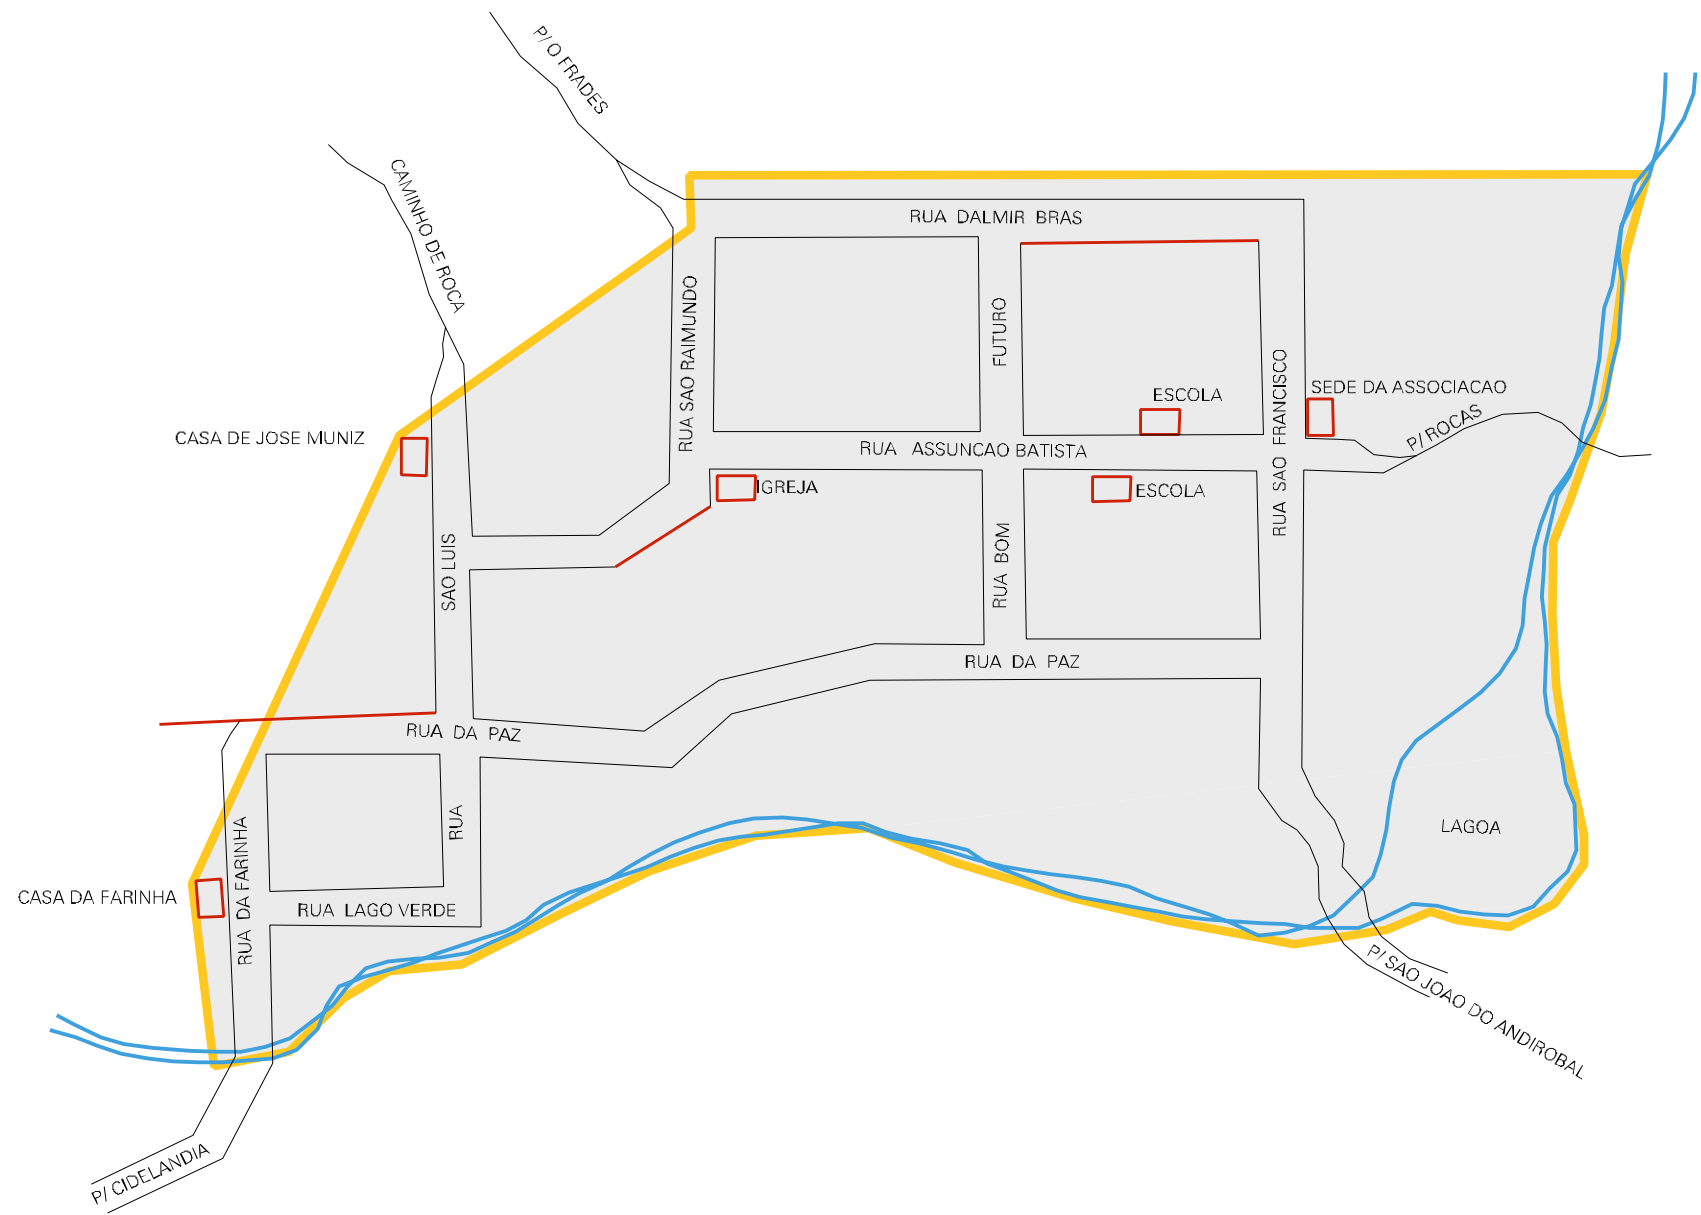 P/ O FRADES
CAMINHO DE ROCA
RUA DALMIR BRAS
RUA SAO RAIMUNDO
FUTURO
RUA SAO FRANCISCO
SEDE DA ASSOCIACAO
ESCOLA
P/ ROCAS
CASA DE JOSE MUNIZ
RUA ASSUNCAO BATISTA
IGREJA
ESCOLA
SAO LUIS
RUA BOM
RUA DA PAZ
RUA DA PAZ
RUA
LAGOA
RUA DA FARINHA
CASA DA FARINHA
RUA LAGO VERDE
P/ SAO JOAO DO ANDIROBAL
P/ CIDELANDIA